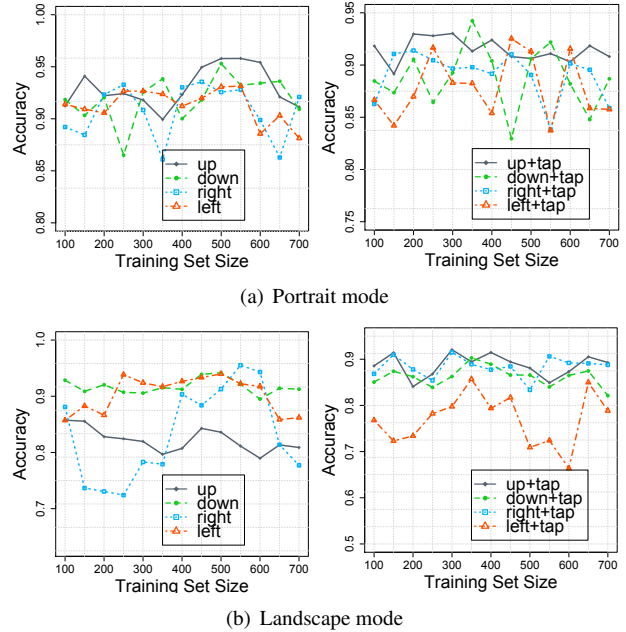 1.00
0.95
0.90
0.85
0.80
Accuracy
up
down
right
left
100 200 300 400 500 600 700
Training Set Size
0.95
0.90
0.85
0.80
0.75
Accuracy
up+tap
down+tap
right+tap
left+tap
100 200 300 400 500 600 700
Training Set Size
(a) Portrait mode
1.0
0.9
0.8
0.7
Accuracy
up
down
right
left
100 200 300 400 500 600 700
Training Set Size
0.9
0.8
0.7
0.6
0.5
Accuracy
up+tap
down+tap
right+tap
left+tap
100 200 300 400 500 600 700
Training Set Size
(b) Landscape mode